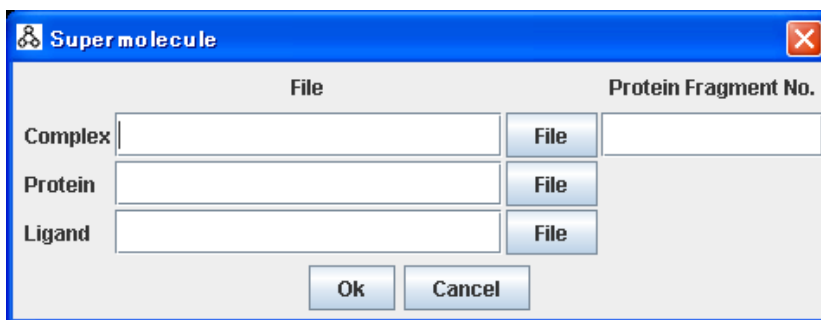 Supermolecule
File Protein Fragment No.
Complex File
Protein File
Ligand File
Ok Cancel